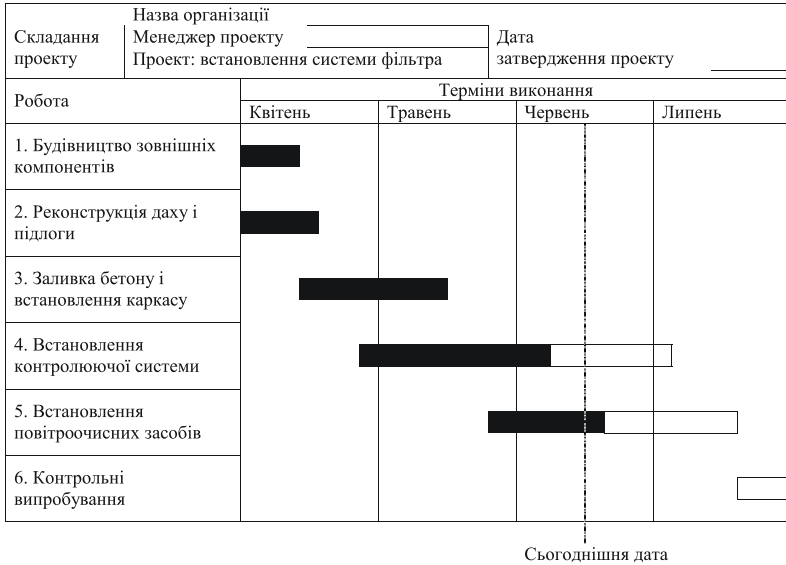 Назва організації
Складання
проекту
Менеджер проекту
Проект: встановлення системи фільтра
Дата
затвердження проекту
Робота
Терміни виконання
Квітень
Травень
Червень
Липень
1. Будівництво зовнішніх
компонентів
2. Реконструкція даху і
підлоги
3. Заливка бетону і
встановлення каркасу
4. Встановлення
контролюючої системи
5. Встановлення
повітроочисних засобів
6. Контрольні
випробування
Сьогоднішня дата